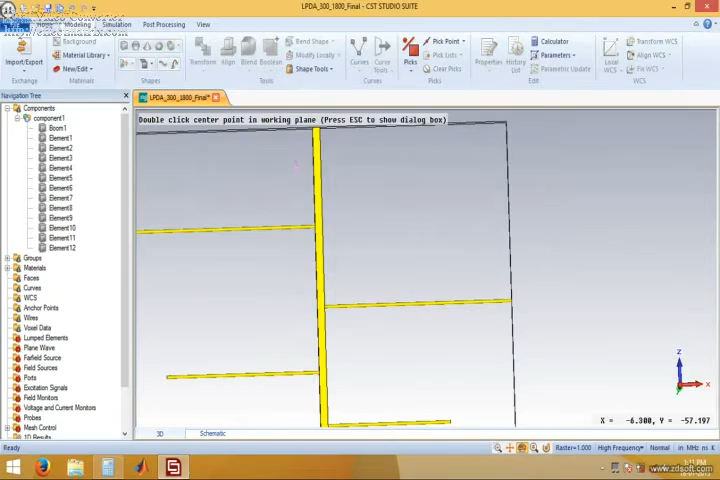 LPDA_300_1800_Final - CST STUDIO SUITE
Modeling Simulation Post Processing View
Import/Export
Exchange
Background
Material Library
New/Edit
Materials
Shapes
Transform
Align
Blend
Boolean
Bend Shape
Modify Locally
Shape Tools
Tools
Curves
Curve Tools
Curves
Picks
Pick Point
Pick Lists
Clear Picks
Picks
Properties
History List
Calculator
Parameters
Parametric Update
Edit
Local WCS
Transform WCS
Align WCS
Fix WCS
WCS
Navigation Tree
LPDA_300_1800_Final*
Components
component1
Boom1
Element1
Element2
Element3
Element4
Element5
Element6
Element7
Element8
Element9
Element10
Element11
Element12
Groups
Materials
Faces
Curves
WCS
Anchor Points
Wires
Voxel Data
Lumped Elements
Plane Wave
Farfield Source
Field Sources
Ports
Excitation Signals
Field Monitors
Voltage and Current Monitors
Probes
Mesh Control
1D Results
Double click center point in working plane (Press ESC to show dialog box)
z
x
y
X = -6.300, Y = -57.197
3D Schematic
Ready
Raster=1.000 High Frequency Normal mm GHz ns K
www.zdsoft.com